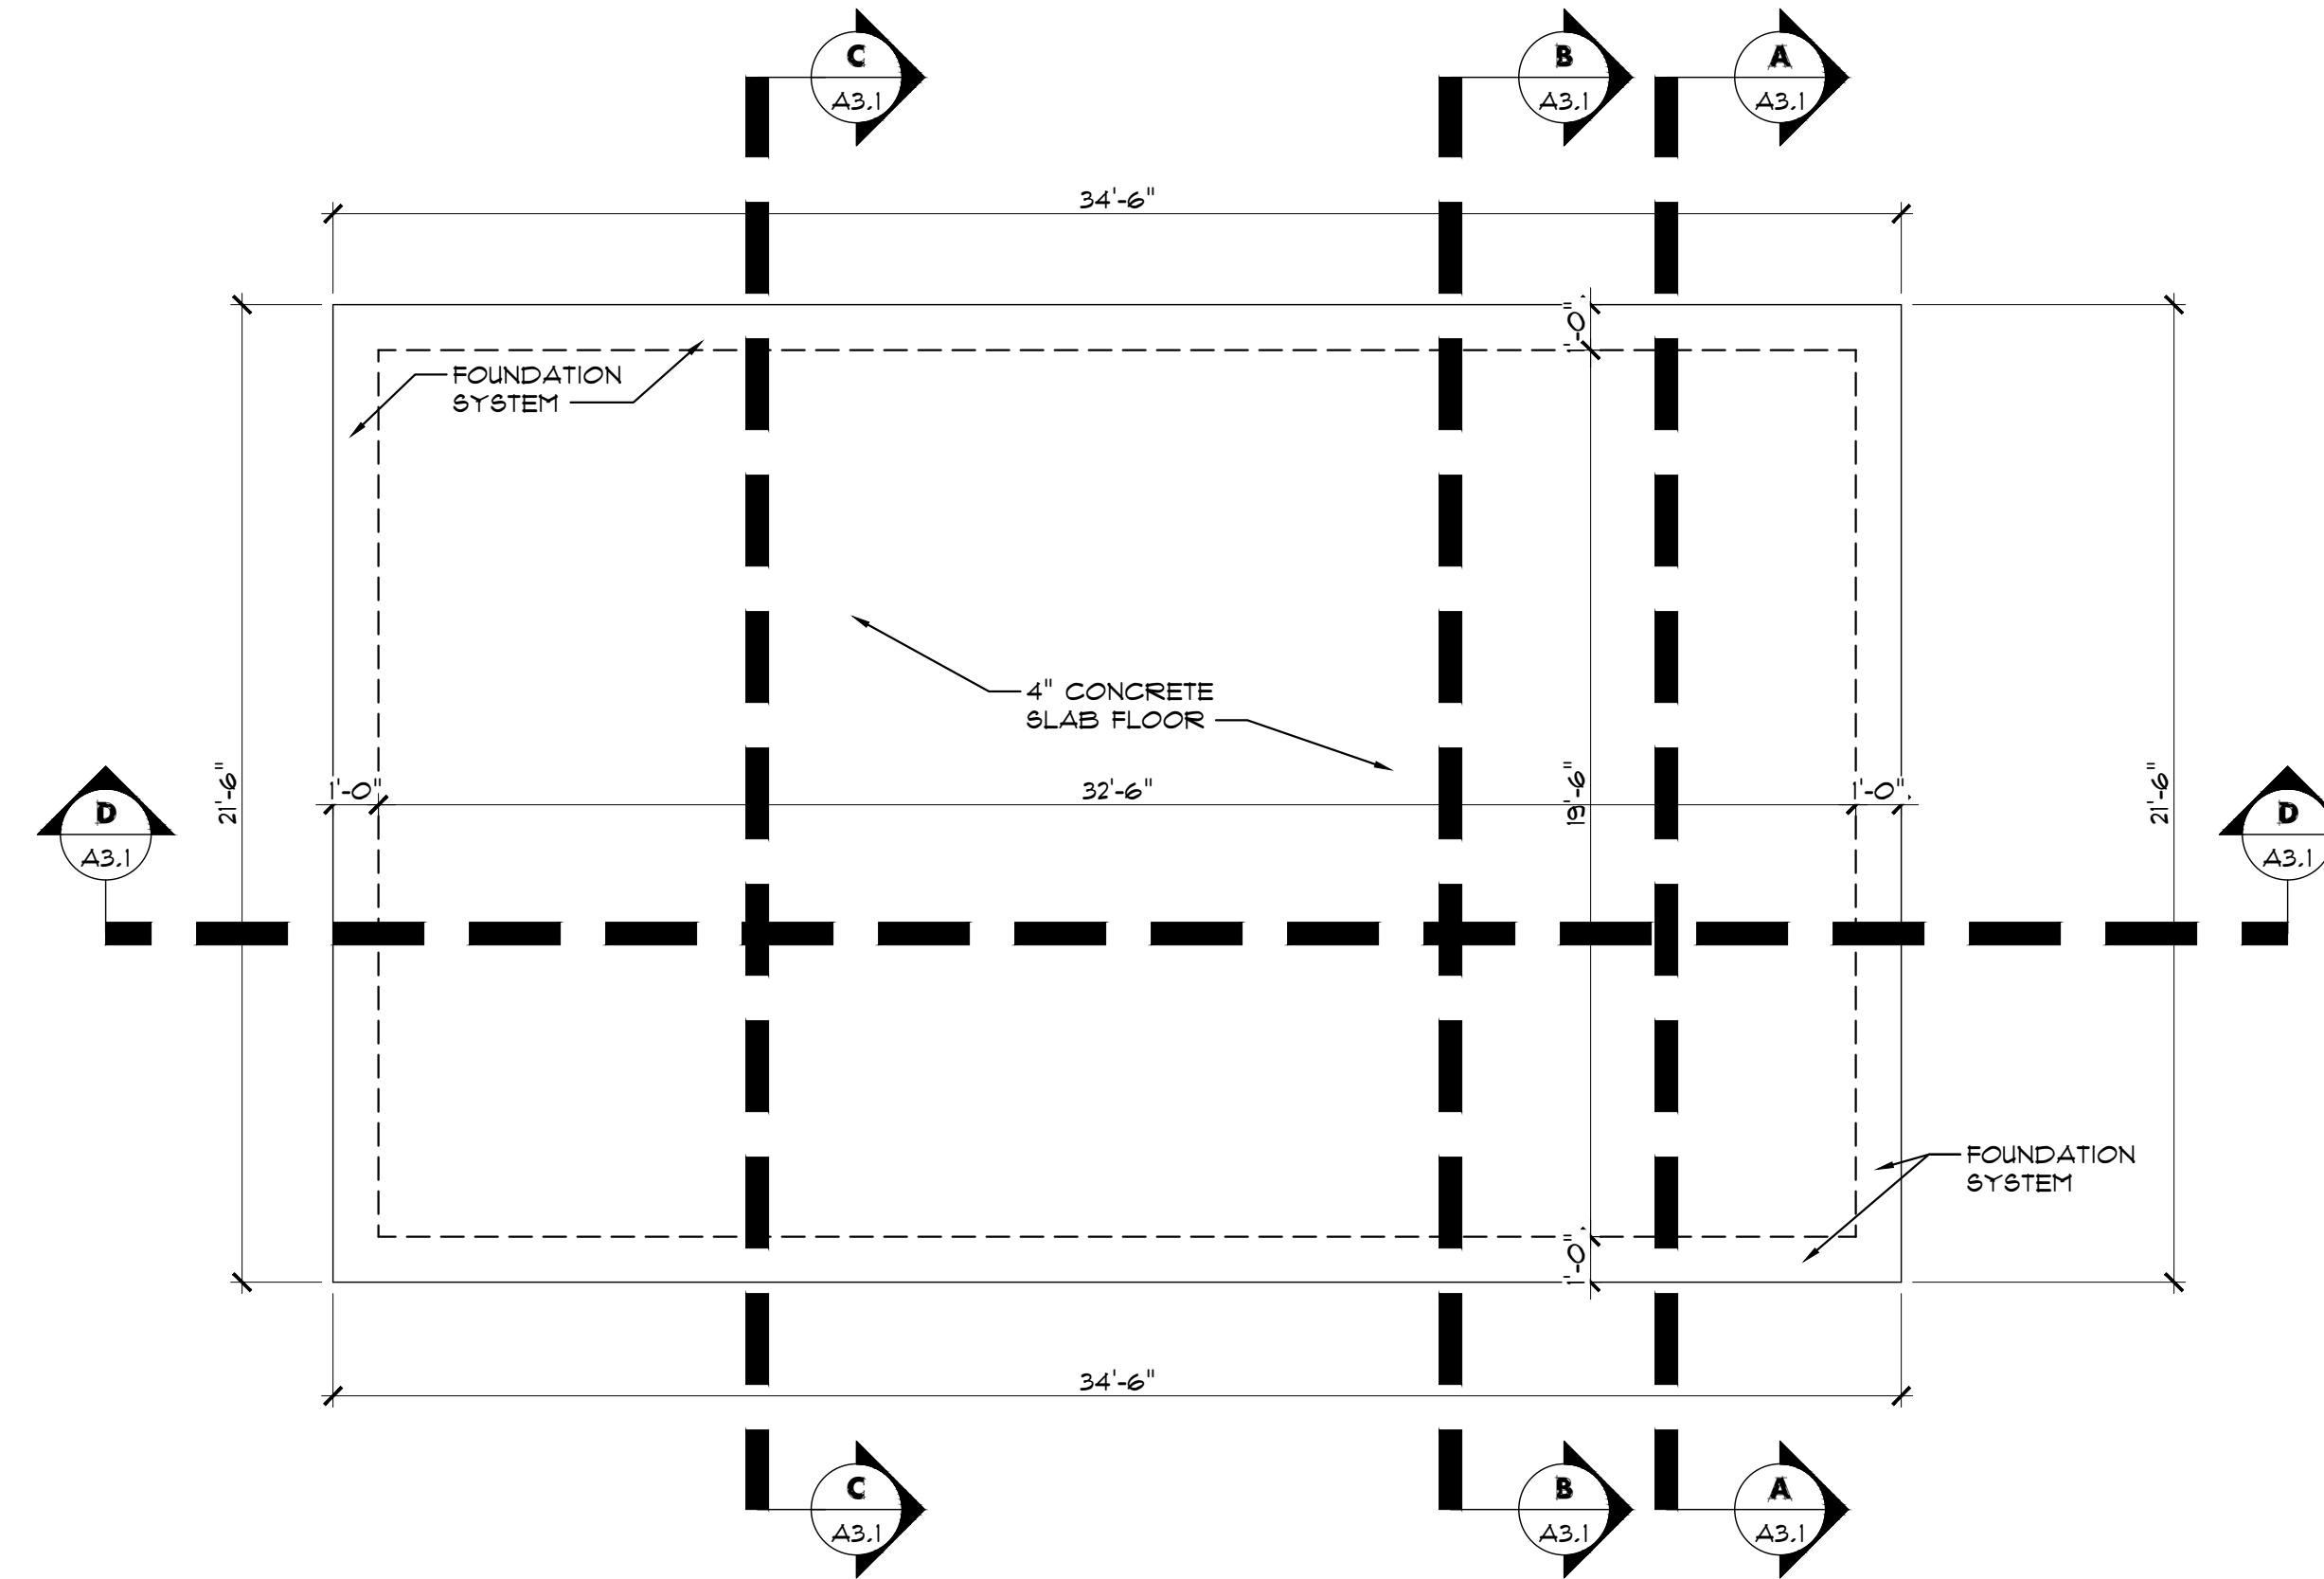 C
A3.1
B
A3.1
A
A3.1
34'-6"
1'-0"
FOUNDATION
SYSTEM
4" CONCRETE
SLAB FLOOR
21'-6"
1'-0"
32'-6"
19'-6"
1'-0"
21'-6"
D
A3.1
D
A3.1
FOUNDATION
SYSTEM
1'-0"
34'-6"
C
A3.1
B
A3.1
A
A3.1